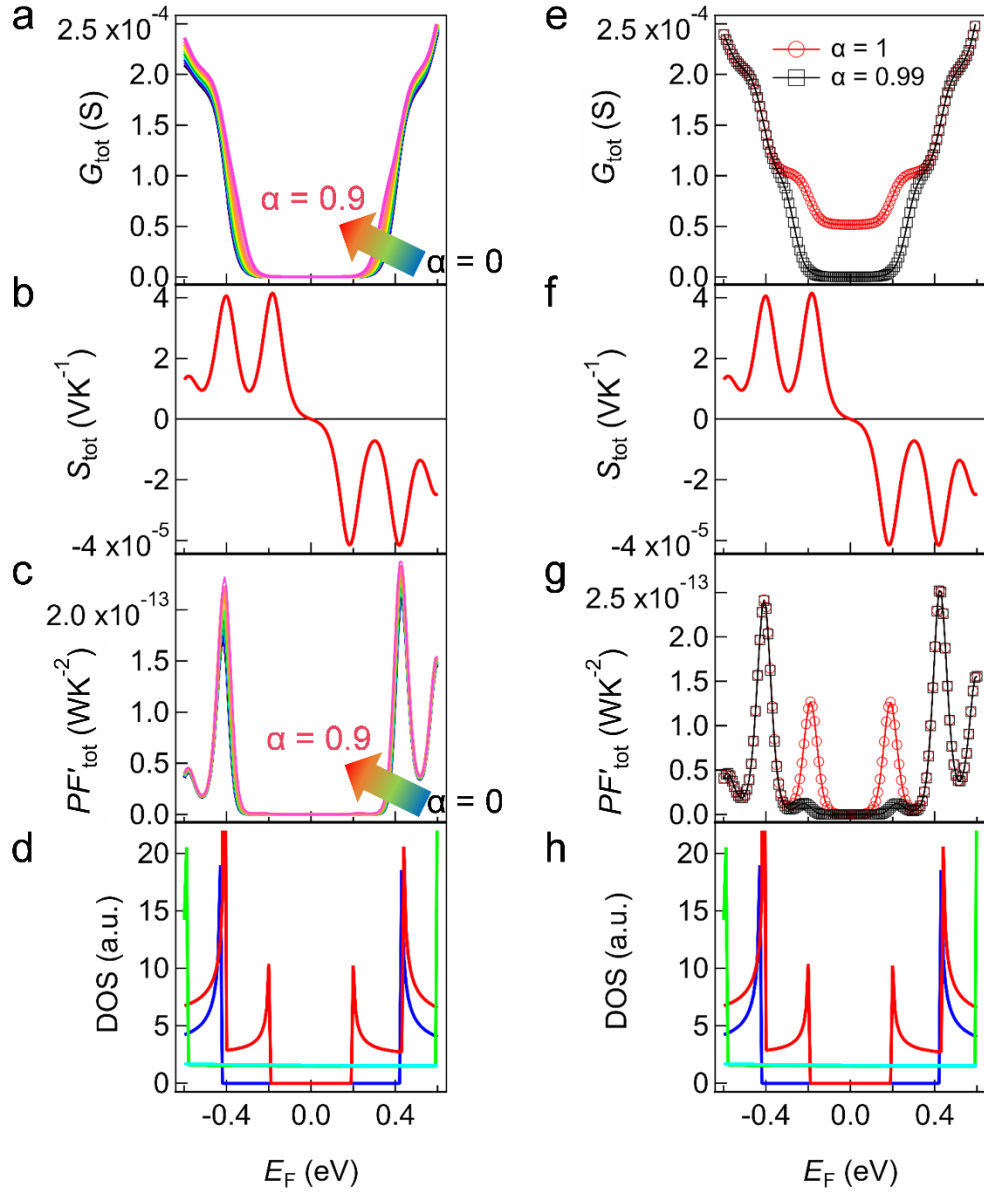 a
2.5 x10⁻⁴
2.0
1.5
1.0
0.5
0.0
G_tot (S)
α = 0.9
α = 0
b
4
2
0
-2
-4 x10⁻⁵
S_tot (VK⁻¹)
c
2.0 x10⁻¹³
1.5
1.0
0.5
0.0
PF'_tot (WK⁻²)
α = 0.9
α = 0
d
20
15
10
5
0
DOS (a.u.)
-0.4
0.0
0.4
E_F (eV)
e
2.5 x10⁻⁴
2.0
1.5
1.0
0.5
0.0
G_tot (S)
α = 1
α = 0.99
f
4
2
0
-2
-4 x10⁻⁵
S_tot (VK⁻¹)
g
2.5 x10⁻¹³
2.0
1.5
1.0
0.5
0.0
PF'_tot (WK⁻²)
h
20
15
10
5
0
DOS (a.u.)
-0.4
0.0
0.4
E_F (eV)